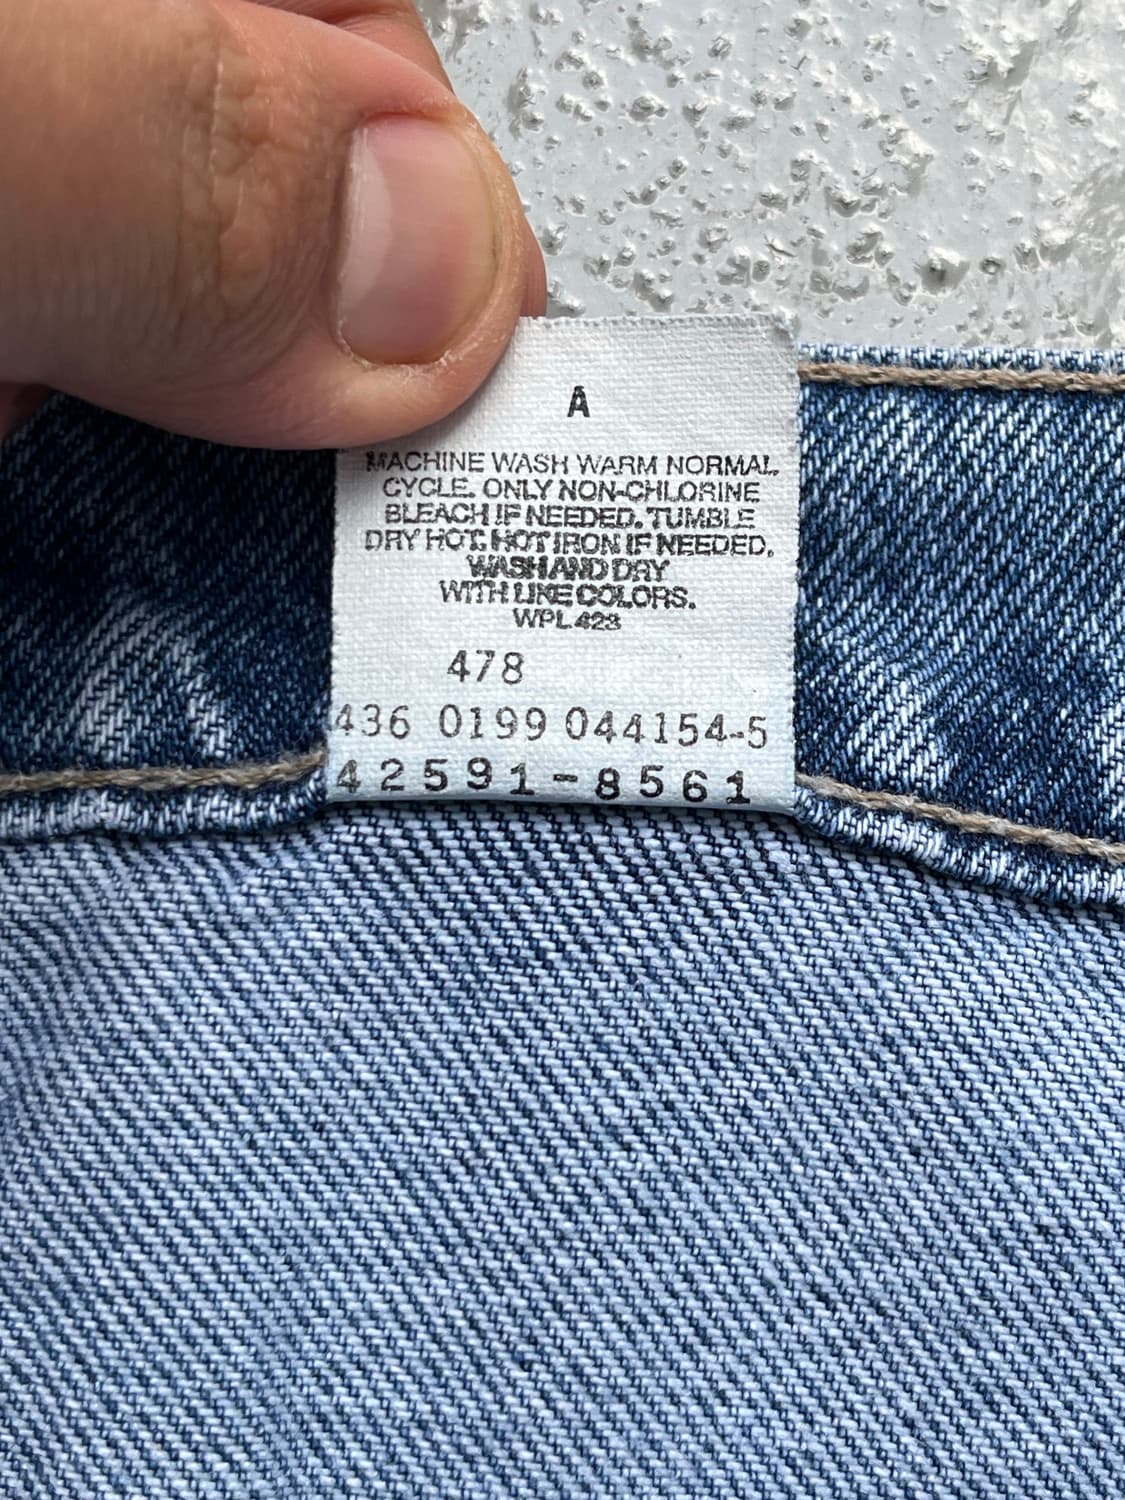 A
MACHINE WASH WARM NORMAL
CYCLE. ONLY NON-CHLORINE
BLEACH IF NEEDED. TUMBLE
DRY HOT. HOT IRON IF NEEDED.
WASH AND DRY
WITH LIKE COLORS.
WPL 423
478
436 0199 044154-5
42591-8561